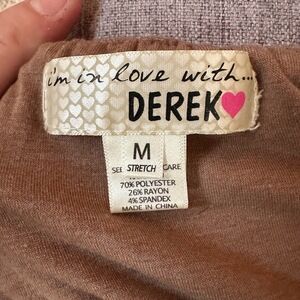 i'm in love with...
DEREK
M
SEE STRETCH CARE
70% POLYESTER
26% RAYON
4% SPANDEX
MADE IN CHINA